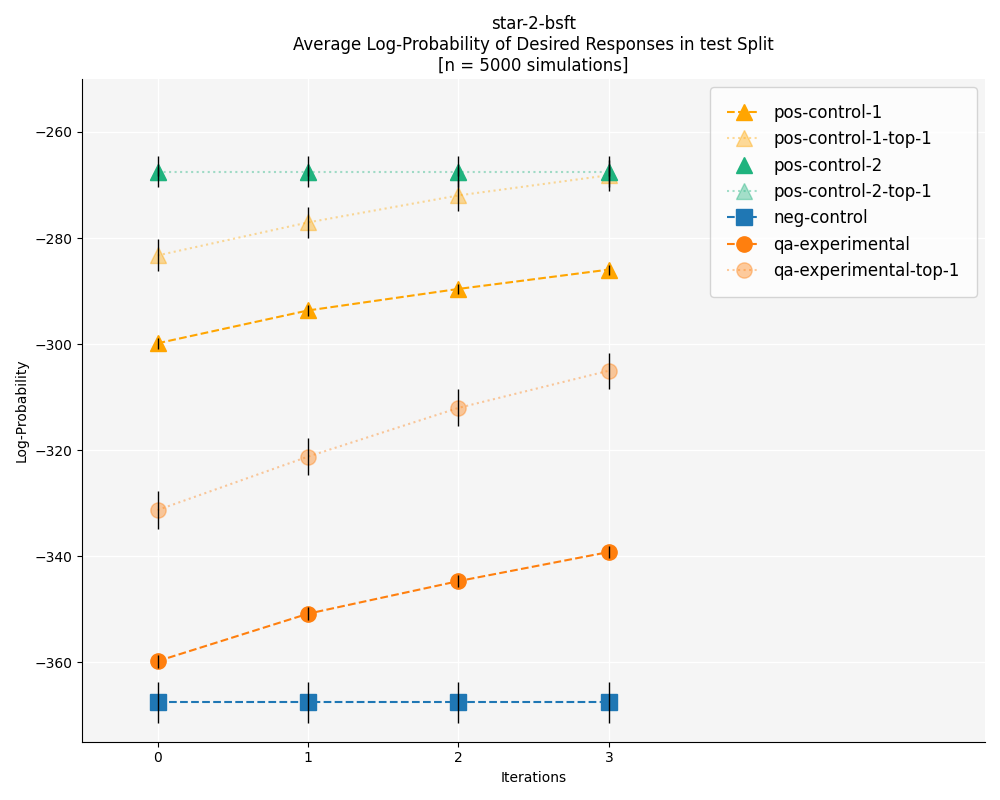 star-2-bsft
Average Log-Probability of Desired Responses in test Split
[n = 5000 simulations]
pos-control-1
pos-control-1-top-1
pos-control-2
pos-control-2-top-1
neg-control
qa-experimental
qa-experimental-top-1
Log-Probability
−260
−280
−300
−320
−340
−360
0 1 2 3
Iterations